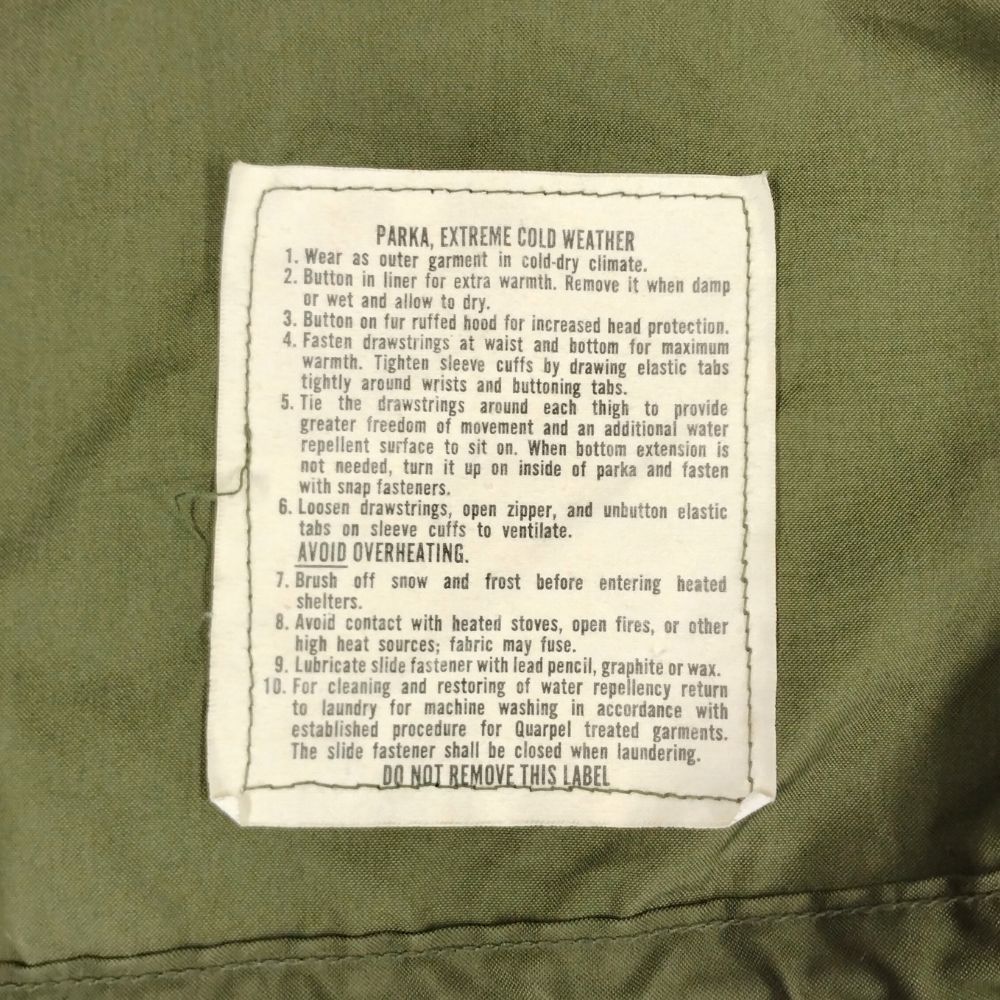 PARKA, EXTREME COLD WEATHER
1. Wear as outer garment in cold-dry climate.
2. Button in liner for extra warmth. Remove it when damp
or wet and allow to dry.
3. Button on fur ruffed hood for increased head protection.
4. Fasten drawstrings at waist and bottom for maximum
warmth. Tighten sleeve cuffs by drawing elastic tabs
tightly around wrists and buttoning tabs.
5. Tie the drawstrings around each thigh to provide
greater freedom of movement and an additional water
repellent surface to sit on. When bottom extension is
not needed, turn it up on inside of parka and fasten
with snap fasteners.
6. Loosen drawstrings, open zipper, and unbutton elastic
tabs on sleeve cuffs to ventilate.
AVOID OVERHEATING.
7. Brush off snow and frost before entering heated
shelters.
8. Avoid contact with heated stoves, open fires, or other
high heat sources; fabric may fuse.
9. Lubricate slide fastener with lead pencil, graphite or wax.
10. For cleaning and restoring of water repellency return
to laundry for machine washing in accordance with
established procedure for Quarpel treated garments.
The slide fastener shall be closed when laundering.
DO NOT REMOVE THIS LABEL